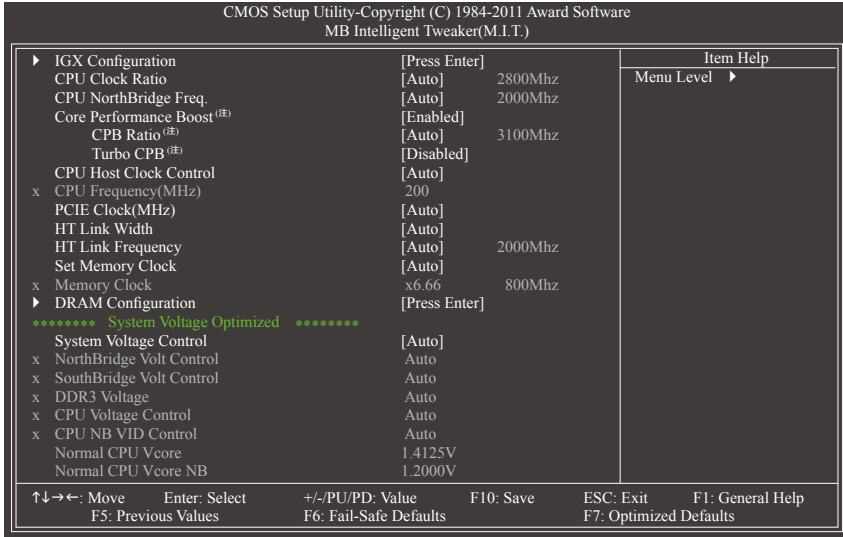 CMOS Setup Utility-Copyright (C) 1984-2011 Award Software
MB Intelligent Tweaker(M.I.T.)
▶ IGX Configuration [Press Enter]
CPU Clock Ratio [Auto] 2800Mhz
CPU NorthBridge Freq. [Auto] 2000Mhz
Core Performance Boost(注) [Enabled]
CPB Ratio(注) [Auto] 3100Mhz
Turbo CPB(注) [Disabled]
CPU Host Clock Control [Auto]
x CPU Frequency(MHz) 200
PCIE Clock(MHz) [Auto]
HT Link Width [Auto]
HT Link Frequency [Auto] 2000Mhz
Set Memory Clock [Auto]
x Memory Clock x6.66 800Mhz
▶ DRAM Configuration [Press Enter]
******** System Voltage Optimized ********
System Voltage Control [Auto]
x NorthBridge Volt Control Auto
x SouthBridge Volt Control Auto
x DDR3 Voltage Auto
x CPU Voltage Control Auto
x CPU NB VID Control Auto
Normal CPU Vcore 1.4125V
Normal CPU Vcore NB 1.2000V
Item Help
Menu Level ▶
↑↓→←: Move Enter: Select +/-/PU/PD: Value F10: Save ESC: Exit F1: General Help
F5: Previous Values F6: Fail-Safe Defaults F7: Optimized Defaults